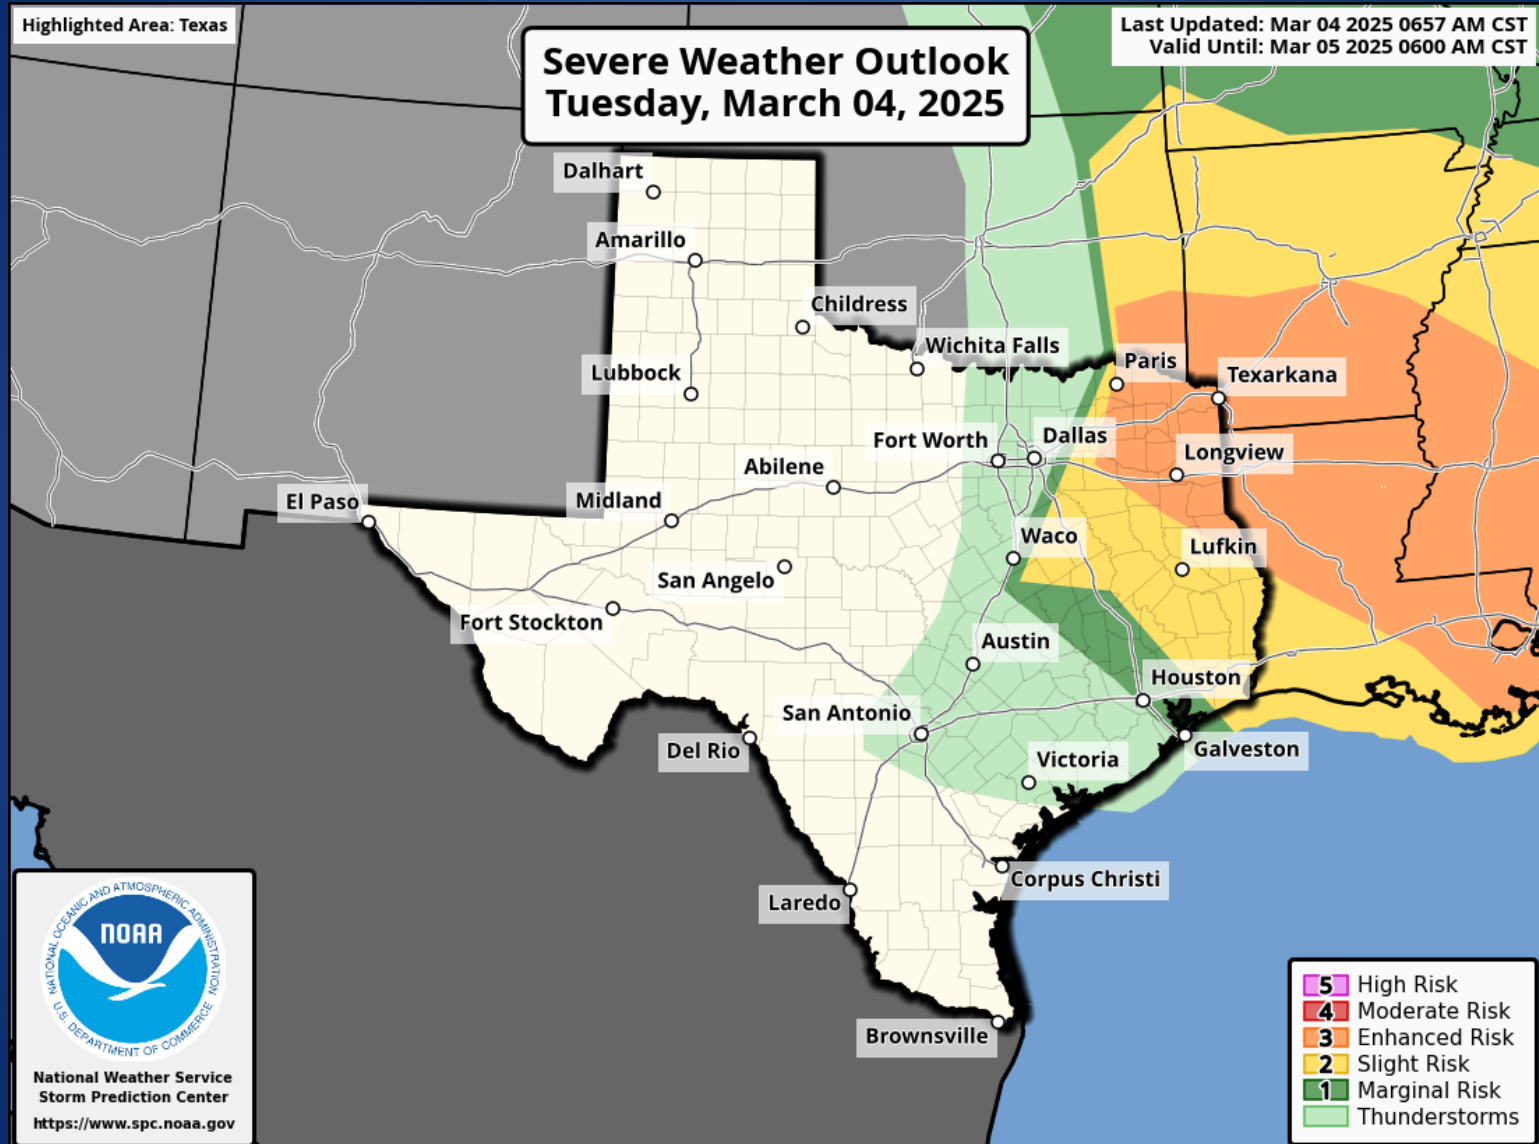 Highlighted Area: Texas
Severe Weather Outlook
Tuesday, March 04, 2025
Last Updated: Mar 04 2025 0657 AM CST
Valid Until: Mar 05 2025 0600 AM CST
Dalhart
Amarillo
Childress
Wichita Falls
Paris
Lubbock
Texarkana
Fort Worth
Dallas
Longview
Abilene
Midland
El Paso
Waco
Lufkin
San Angelo
Fort Stockton
Austin
Houston
San Antonio
Del Rio
Galveston
Victoria
Corpus Christi
Laredo
Brownsville
NATIONAL OCEANIC AND ATMOSPHERIC ADMINISTRATION
NOAA
U.S. DEPARTMENT OF COMMERCE
National Weather Service
Storm Prediction Center
https://www.spc.noaa.gov
5 High Risk
4 Moderate Risk
3 Enhanced Risk
2 Slight Risk
1 Marginal Risk
Thunderstorms